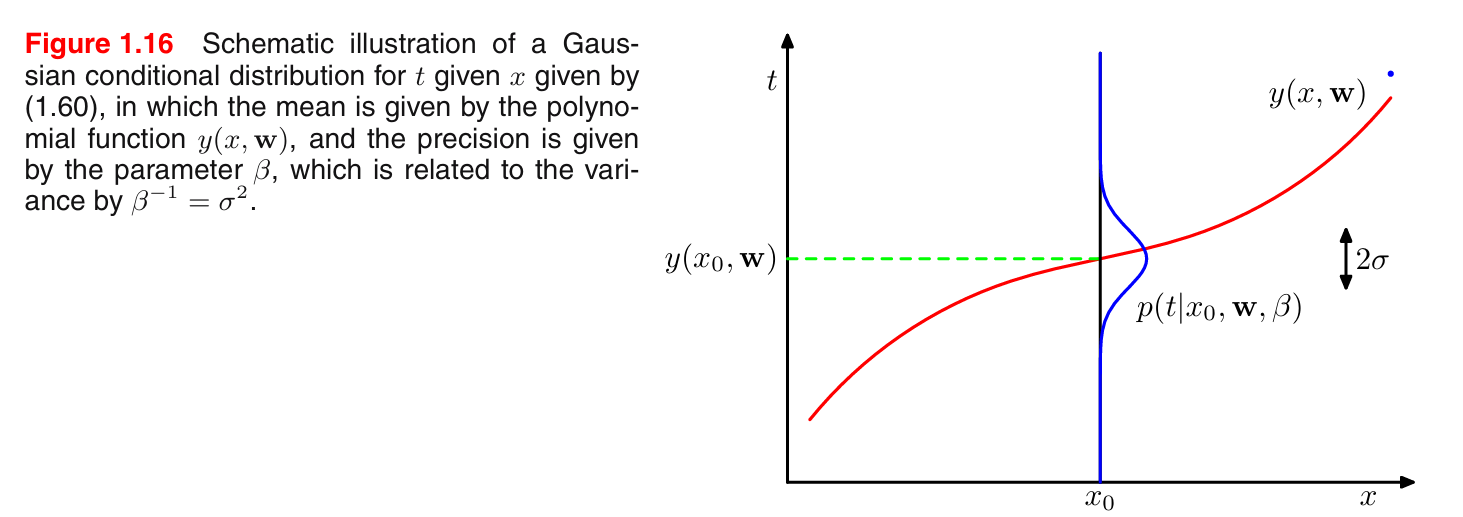 Figure 1.16 Schematic illustration of a Gaus-
sian conditional distribution for t given x given by
(1.60), in which the mean is given by the polyno-
mial function y(x, w), and the precision is given
by the parameter β, which is related to the vari-
ance by β⁻¹ = σ².
t
y(x, w)
y(x₀, w)
2σ
p(t|x₀, w, β)
x₀
x